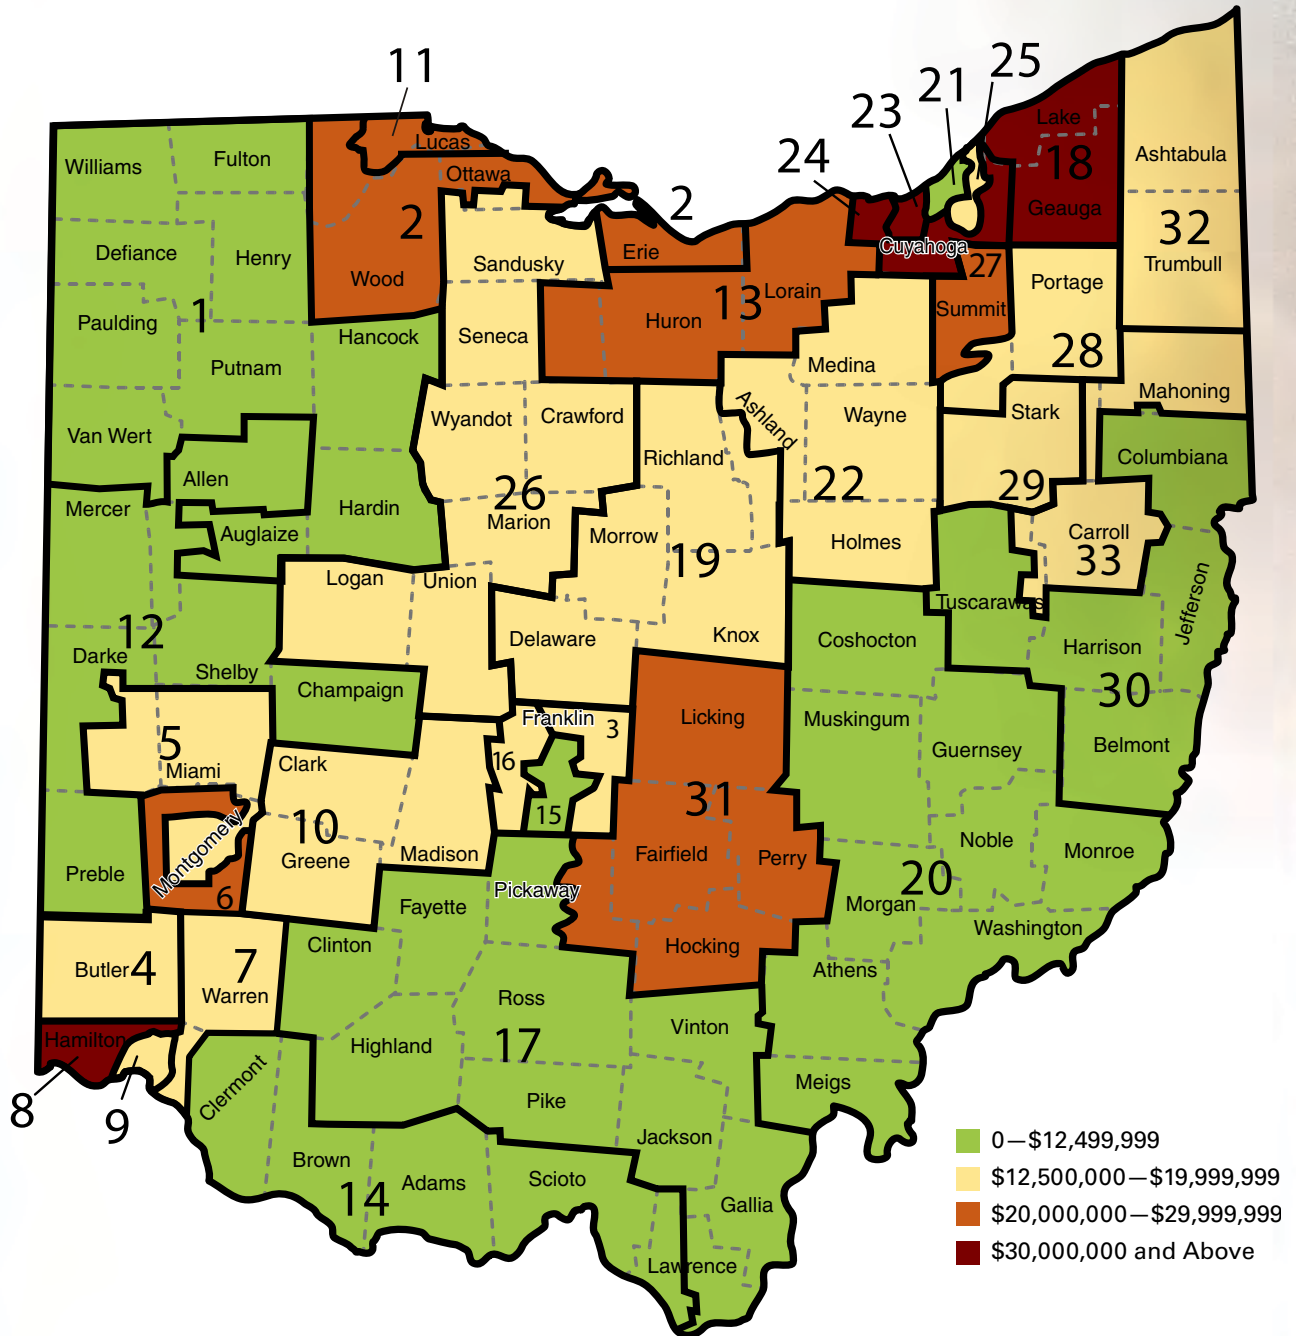 11
25
21
23
24
Lake
Lucas
Ashtabula
Fulton
Williams
18
Ottawa
2
Geauga
2
32
Cuyahoga
Defiance
Erie
Henry
Sandusky
Trumbull
27
Wood
Portage
Lorain
13
Summit
1
Paulding
Huron
Hancock
Seneca
28
Putnam
Medina
Mahoning
Wyandot
Crawford
Ashland
Wayne
Stark
Van Wert
Richland
Columbiana
Allen
22
29
26
Mercer
Hardin
Marion
Auglaize
Morrow
Carroll
Holmes
19
33
Logan
Union
Tuscarawas
Jefferson
12
Delaware
Knox
Coshocton
Harrison
Darke
Shelby
Champaign
30
Franklin
Licking
Muskingum
3
5
Guernsey
Belmont
Miami
Clark
16
31
15
10
Montgomery
Noble
Greene
Madison
Fairfield
Perry
Monroe
Preble
20
Pickaway
6
Fayette
Morgan
Washington
Clinton
Hocking
Butler
4
7
Athens
Warren
Ross
Vinton
Hamilton
Highland
17
Clermont
Meigs
8
9
Pike
Jackson
0—$12,499,999
Brown
Adams
Scioto
$12,500,000—$19,999,999
14
Gallia
$20,000,000—$29,999,999
$30,000,000 and Above
Lawrence